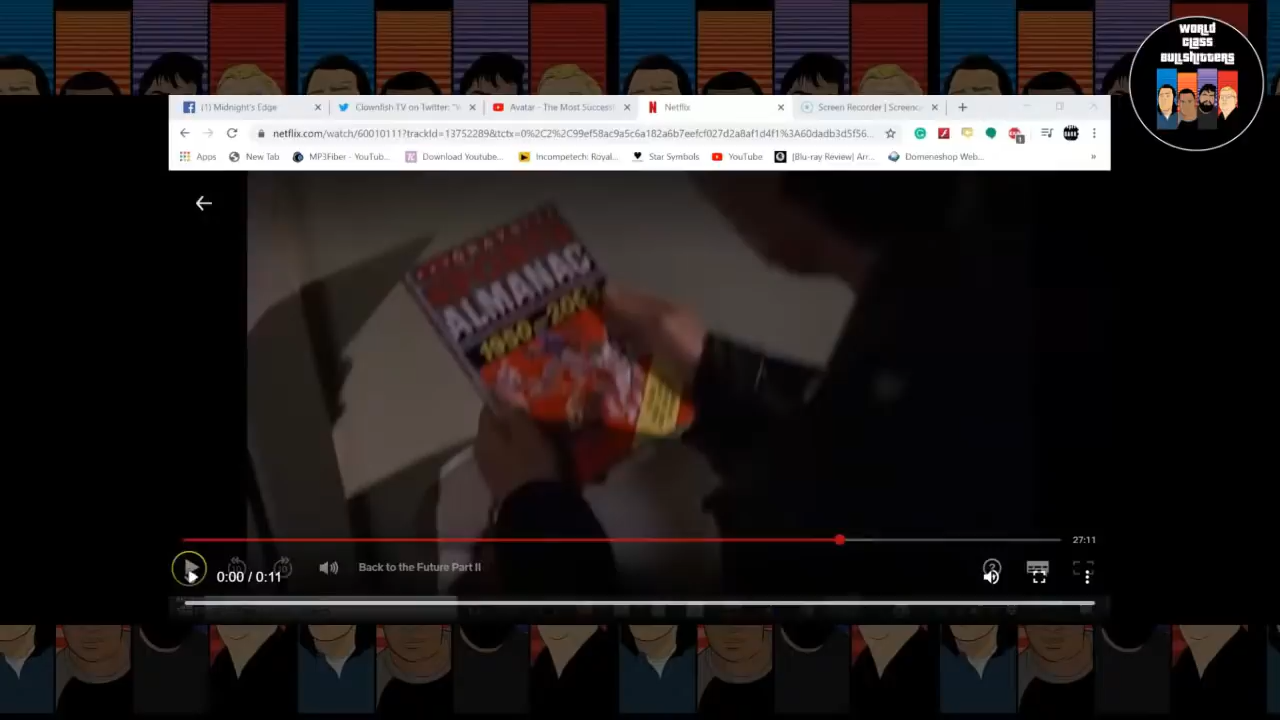 WORLD
CLASS
BULLSHITTERS
(1) Midnight's Edge
Clownfish TV on Twitter: "V
Avatar - The Most Successf
Netflix
Screen Recorder | Screenc
netflix.com/watch/60010111?trackId=13752289&tctx=0%2C2%2C99ef58ac9a5c6a182a6b7eefcf027d2a8af1d4f1%3A60dadb3d5f56...
Apps
New Tab
MP3Fiber - YouTub...
Download Youtube...
Incompetech: Royal...
Star Symbols
YouTube
[Blu-ray Review] Arr...
Domeneshop Web...
»
ALMANAC
1950-200
27:11
Back to the Future Part II
0:00 / 0:11